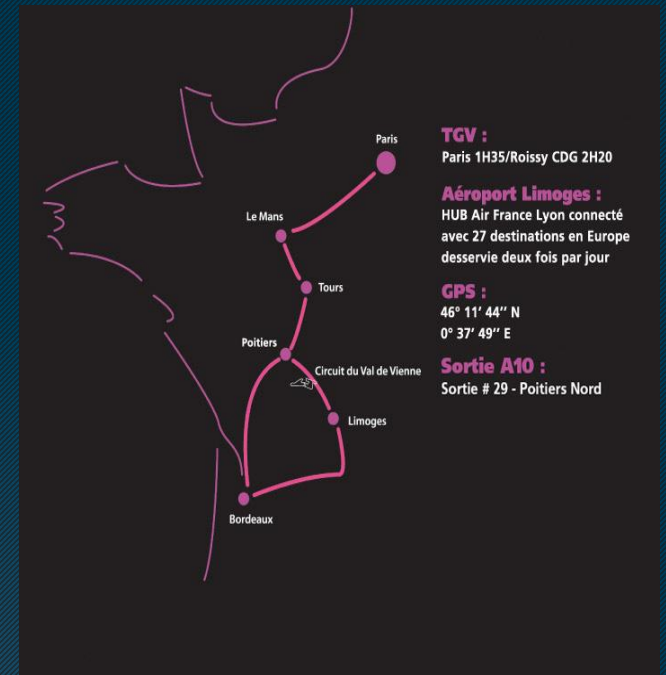 Paris
Le Mans
Tours
Poitiers
Circuit du Val de Vienne
Limoges
Bordeaux
TGV :
Paris 1H35/Roissy CDG 2H20
Aéroport Limoges :
HUB Air France Lyon connecté
avec 27 destinations en Europe
desservie deux fois par jour
GPS :
46° 11’ 44’’ N
0° 37’ 49’’ E
Sortie A10 :
Sortie # 29 - Poitiers Nord